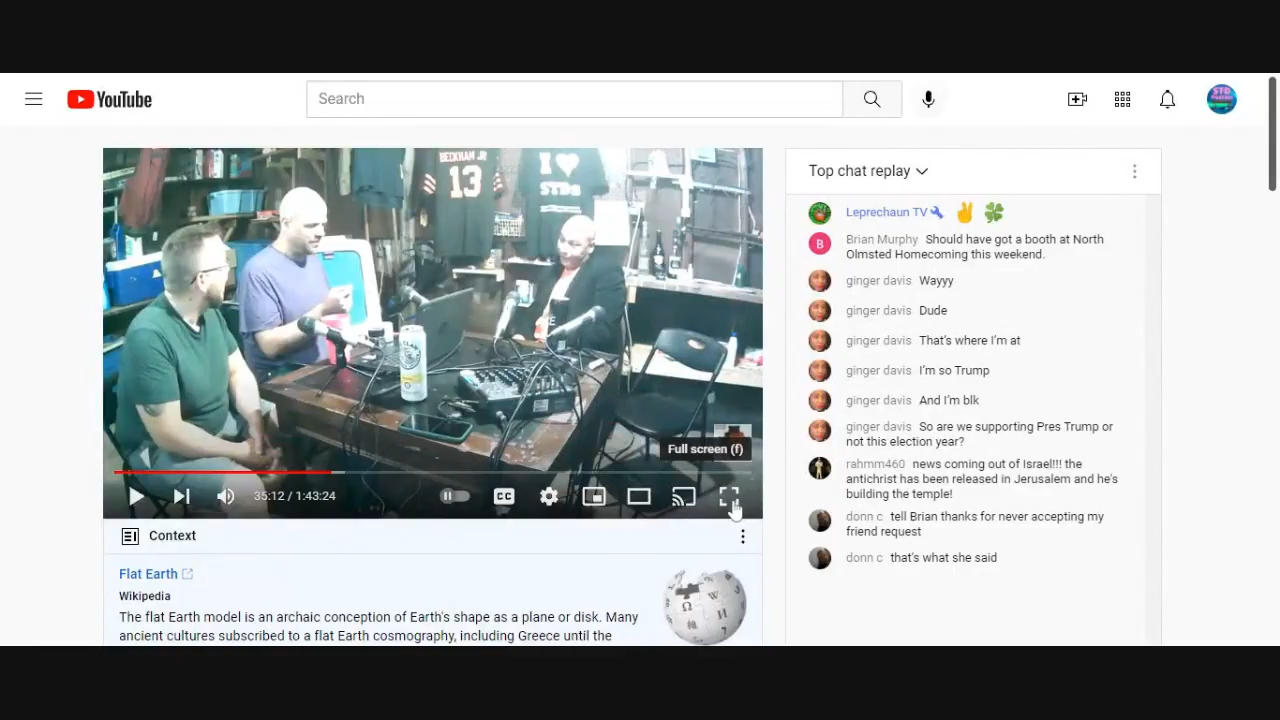 YouTube
Search
STD
BECKHAM JR
13
I ♥
STDS
Full screen (f)
35:12 / 1:43:24
CC
Context
Flat Earth
Wikipedia
The flat Earth model is an archaic conception of Earth's shape as a plane or disk. Many
ancient cultures subscribed to a flat Earth cosmography, including Greece until the
Top chat replay
Leprechaun TV
B
Brian Murphy Should have got a booth at North
Olmsted Homecoming this weekend.
ginger davis Wayyy
ginger davis Dude
ginger davis That's where I'm at
ginger davis I'm so Trump
ginger davis And I'm blk
ginger davis So are we supporting Pres Trump or
not this election year?
rahmm460 news coming out of Israel!!! the
antichrist has been released in Jerusalem and he's
building the temple!
donn c tell Brian thanks for never accepting my
friend request
donn c that's what she said